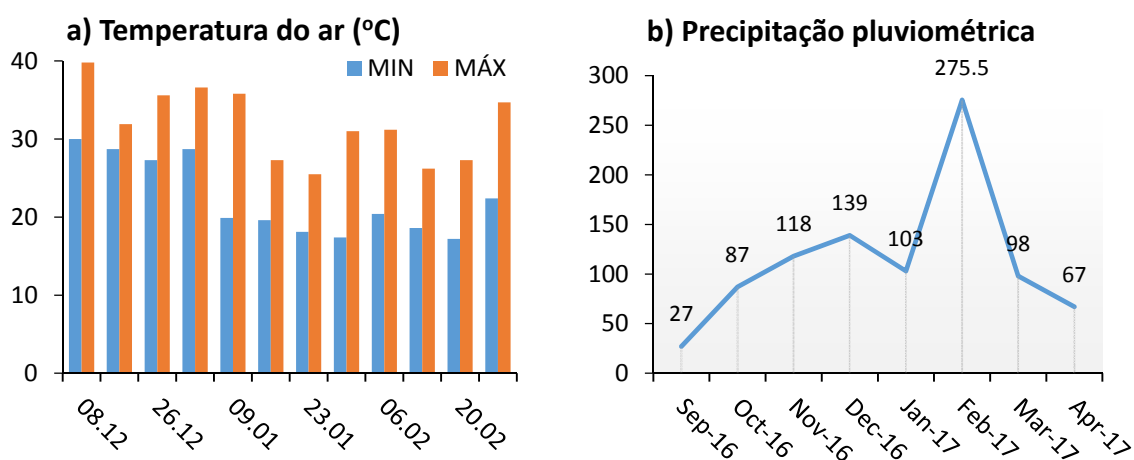 a) Temperatura do ar (ºC)
MIN MÁX
40
30
20
10
0
08.12 26.12 09.01 23.01 06.02 20.02
b) Precipitação pluviométrica
300
250
200
150
100
50
0
27 87 118 139 103 275.5 98 67
Sep-16 Oct-16 Nov-16 Dec-16 Jan-17 Feb-17 Mar-17 Apr-17